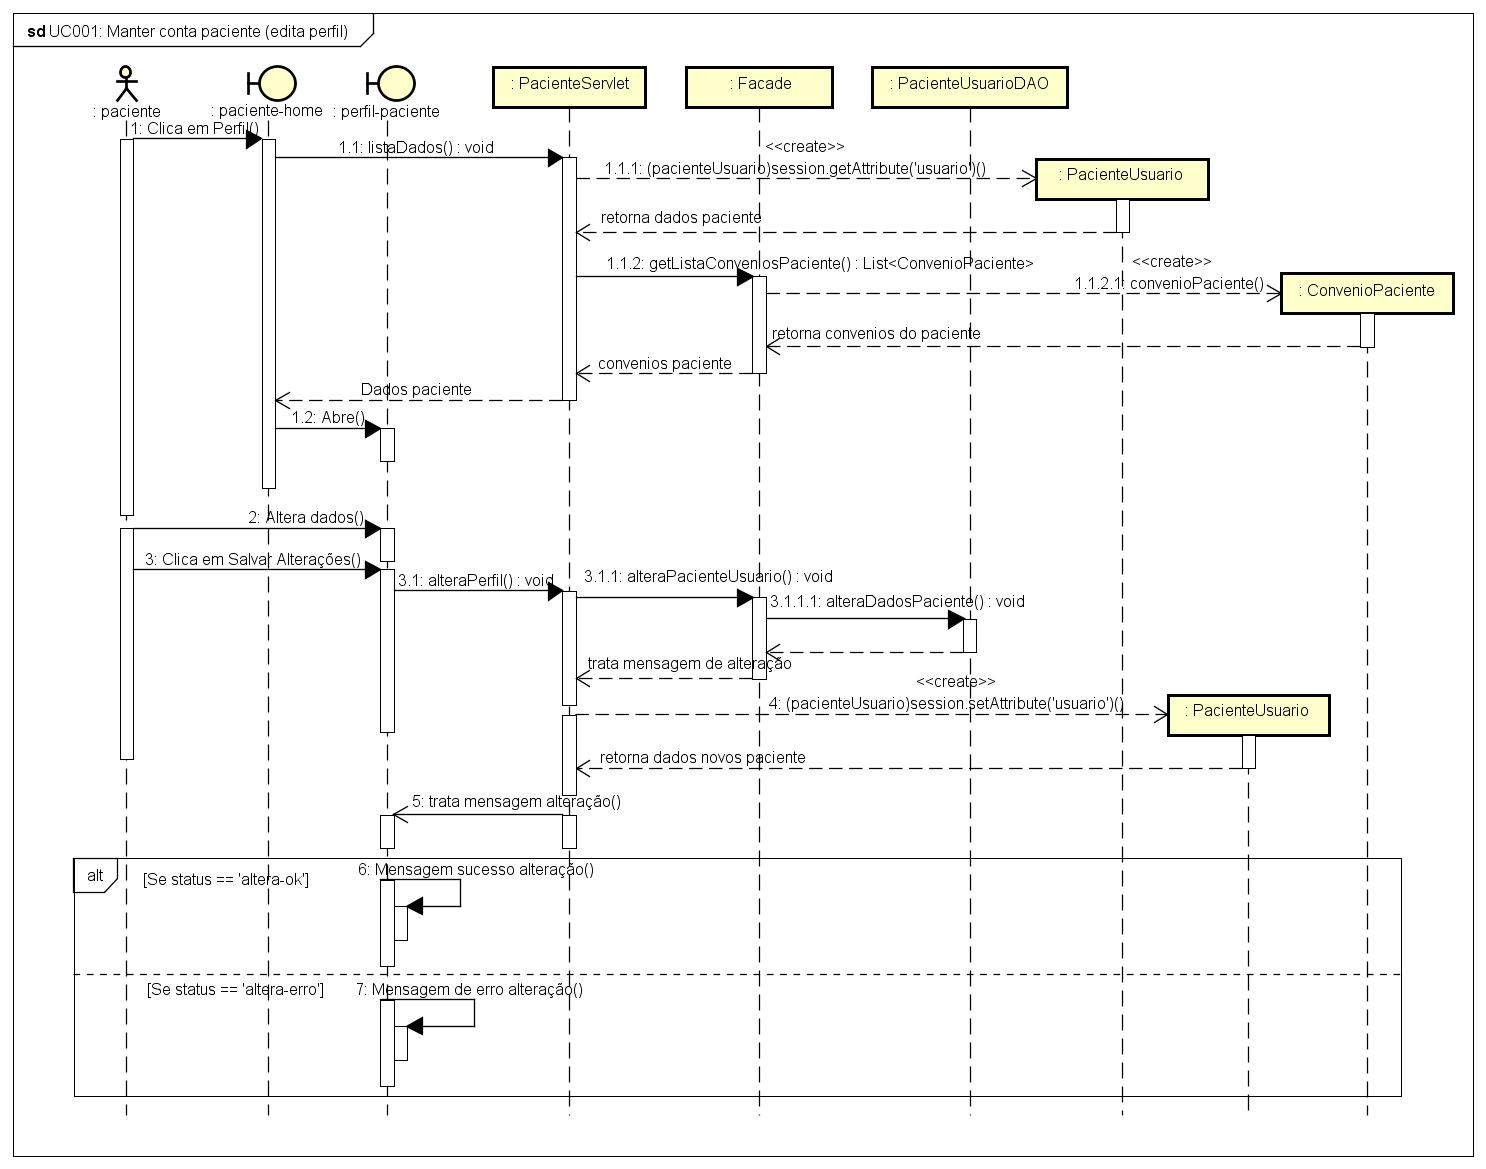 sd UC001: Manter conta paciente (edita perfil)
: paciente
: paciente-home
: perfil-paciente
: PacienteServlet
: Facade
: PacienteUsuarioDAO
1: Clica em Perfil()
1.1: listaDados() : void
<<create>>
1.1.1: (pacienteUsuario)session.getAttribute('usuario')()
: PacienteUsuario
retorna dados paciente
1.1.2: getListaConveniosPaciente() : List<ConvenioPaciente>
<<create>>
1.1.2.1: convenioPaciente()
: ConvenioPaciente
retorna convenios do paciente
convenios paciente
Dados paciente
1.2: Abre()
2: Altera dados()
3: Clica em Salvar Alterações()
3.1: alteraPerfil() : void
3.1.1: alteraPacienteUsuario() : void
3.1.1.1: alteraDadosPaciente() : void
trata mensagem de alteração
<<create>>
4: (pacienteUsuario)session.setAttribute('usuario')()
: PacienteUsuario
retorna dados novos paciente
5: trata mensagem alteração()
alt
[Se status == 'altera-ok']
6: Mensagem sucesso alteração()
[Se status == 'altera-erro']
7: Mensagem de erro alteração()